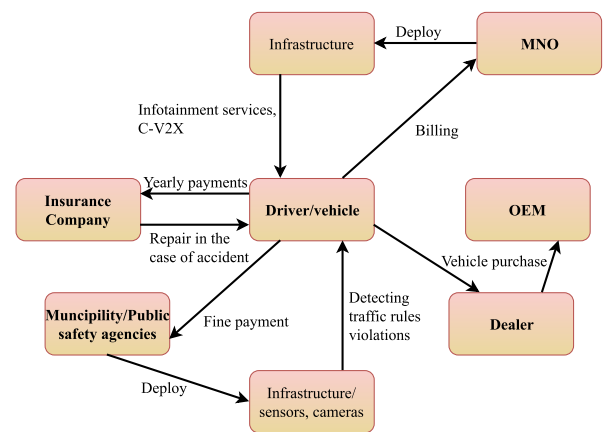 Deploy
Infrastructure
MNO
Infotainment services,
C-V2X
Billing
Yearly payments
Insurance
Company
Driver/vehicle
OEM
Repair in the
case of accident
Vehicle purchase
Muncipility/Public
safety agencies
Fine payment
Detecting
traffic rules
violations
Dealer
Deploy
Infrastructure/
sensors, cameras